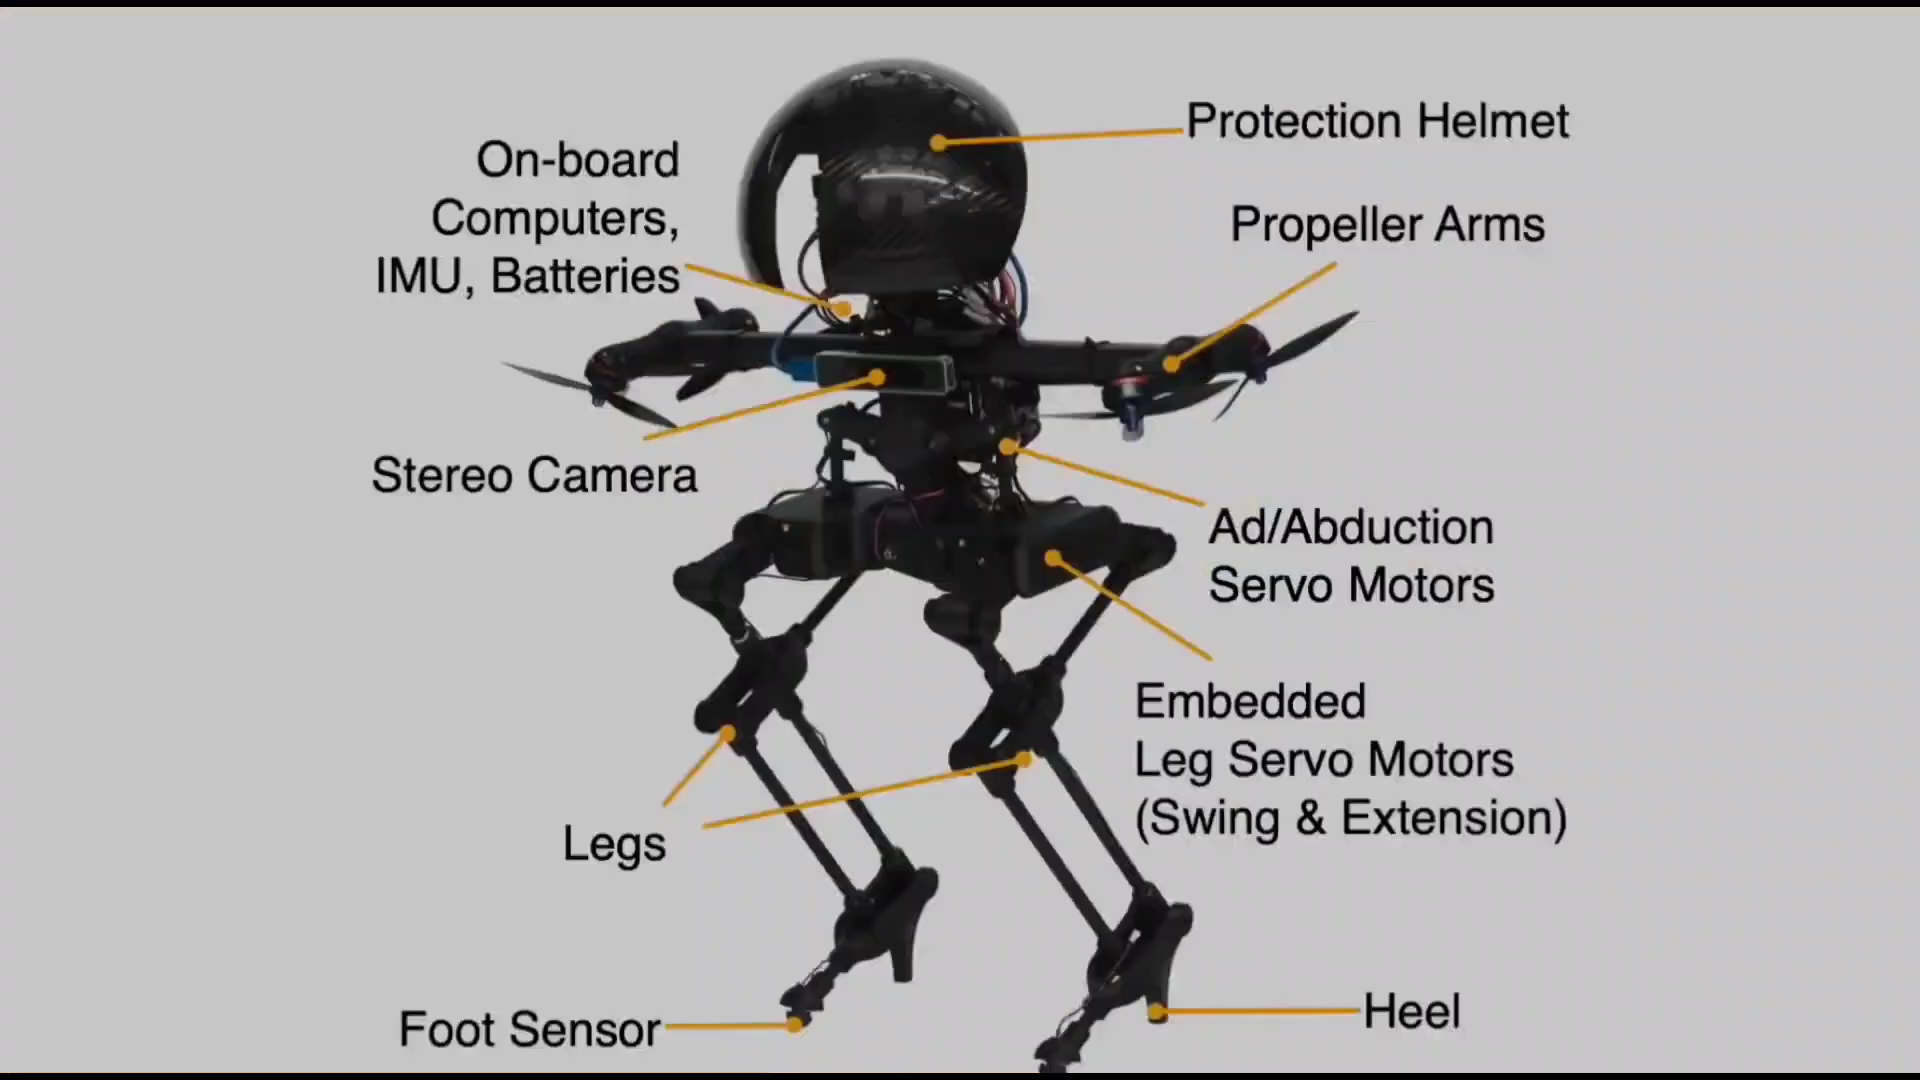 Protection Helmet
On-board
Computers,
IMU, Batteries
Propeller Arms
Stereo Camera
Ad/Abduction
Servo Motors
Embedded
Leg Servo Motors
(Swing & Extension)
Legs
Foot Sensor
Heel